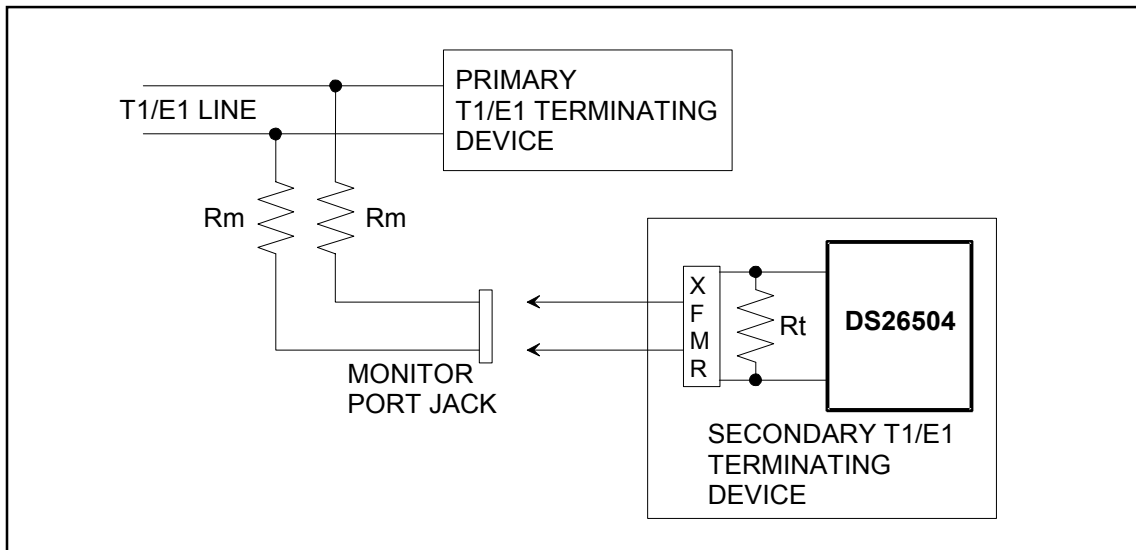 PRIMARY
T1/E1 TERMINATING
DEVICE
T1/E1 LINE
Rm
Rm
MONITOR
PORT JACK
X
F
M
R
Rt
DS26504
SECONDARY T1/E1
TERMINATING
DEVICE